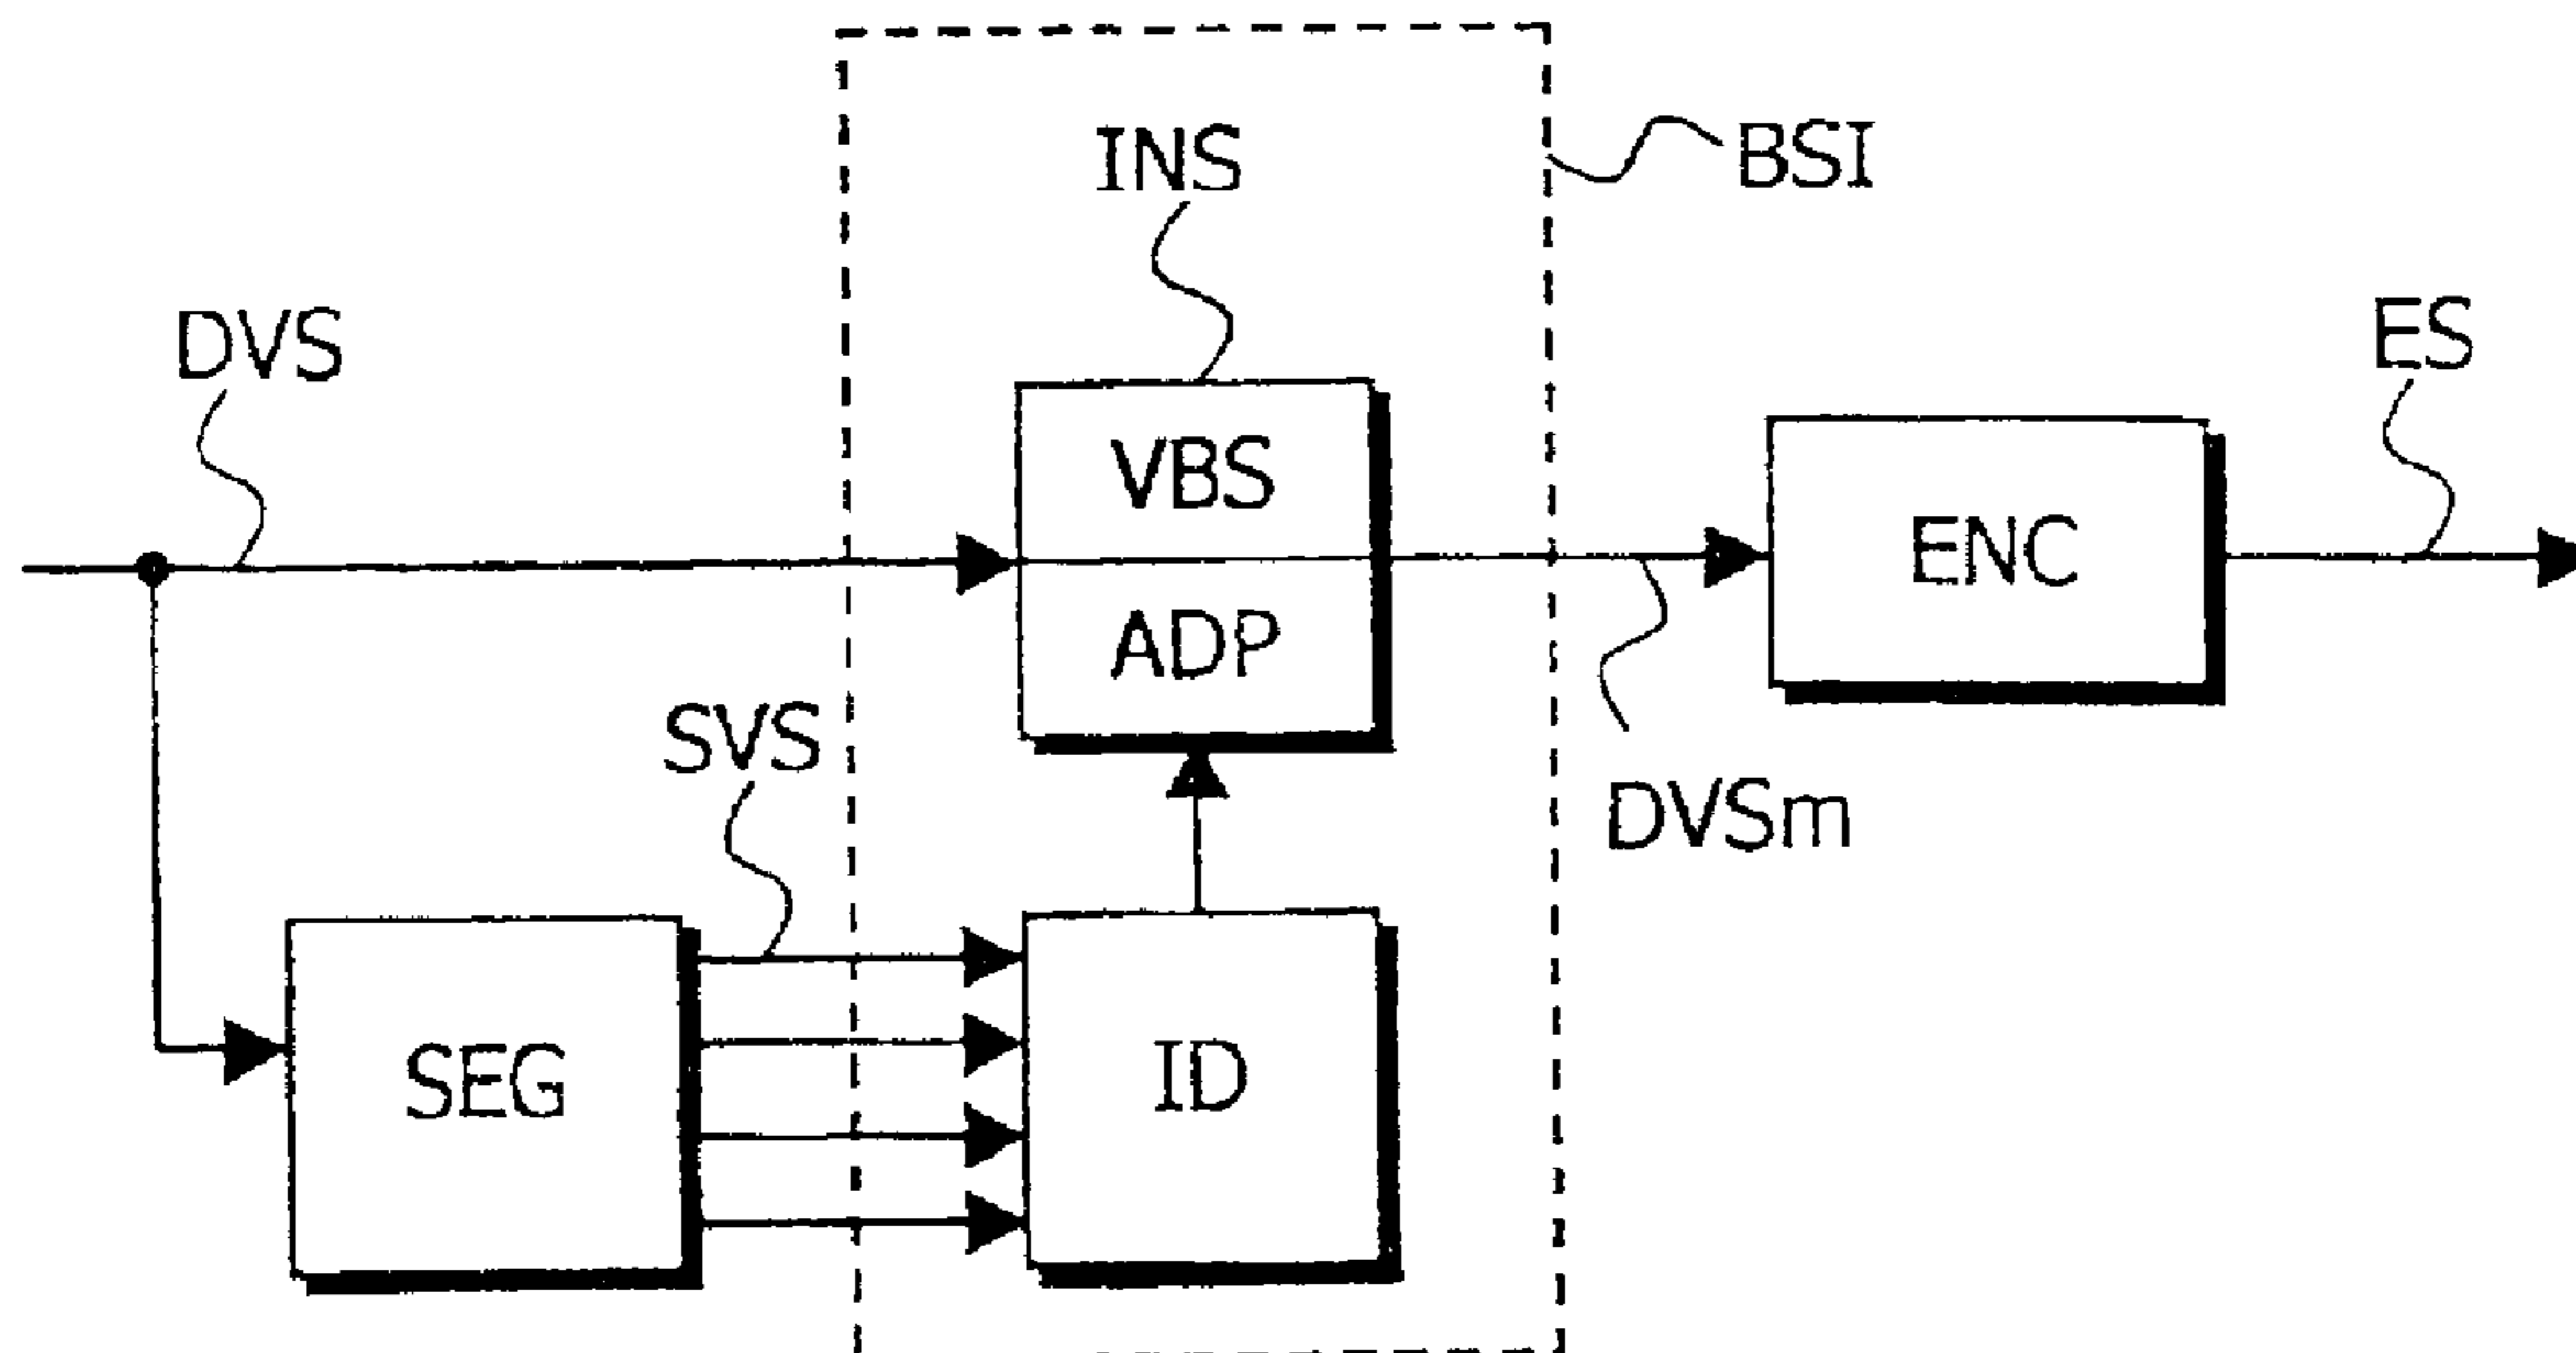 INS
BSI
DVS
ES
VBS
ENC
ADP
SVS
DVSm
SEG
ID